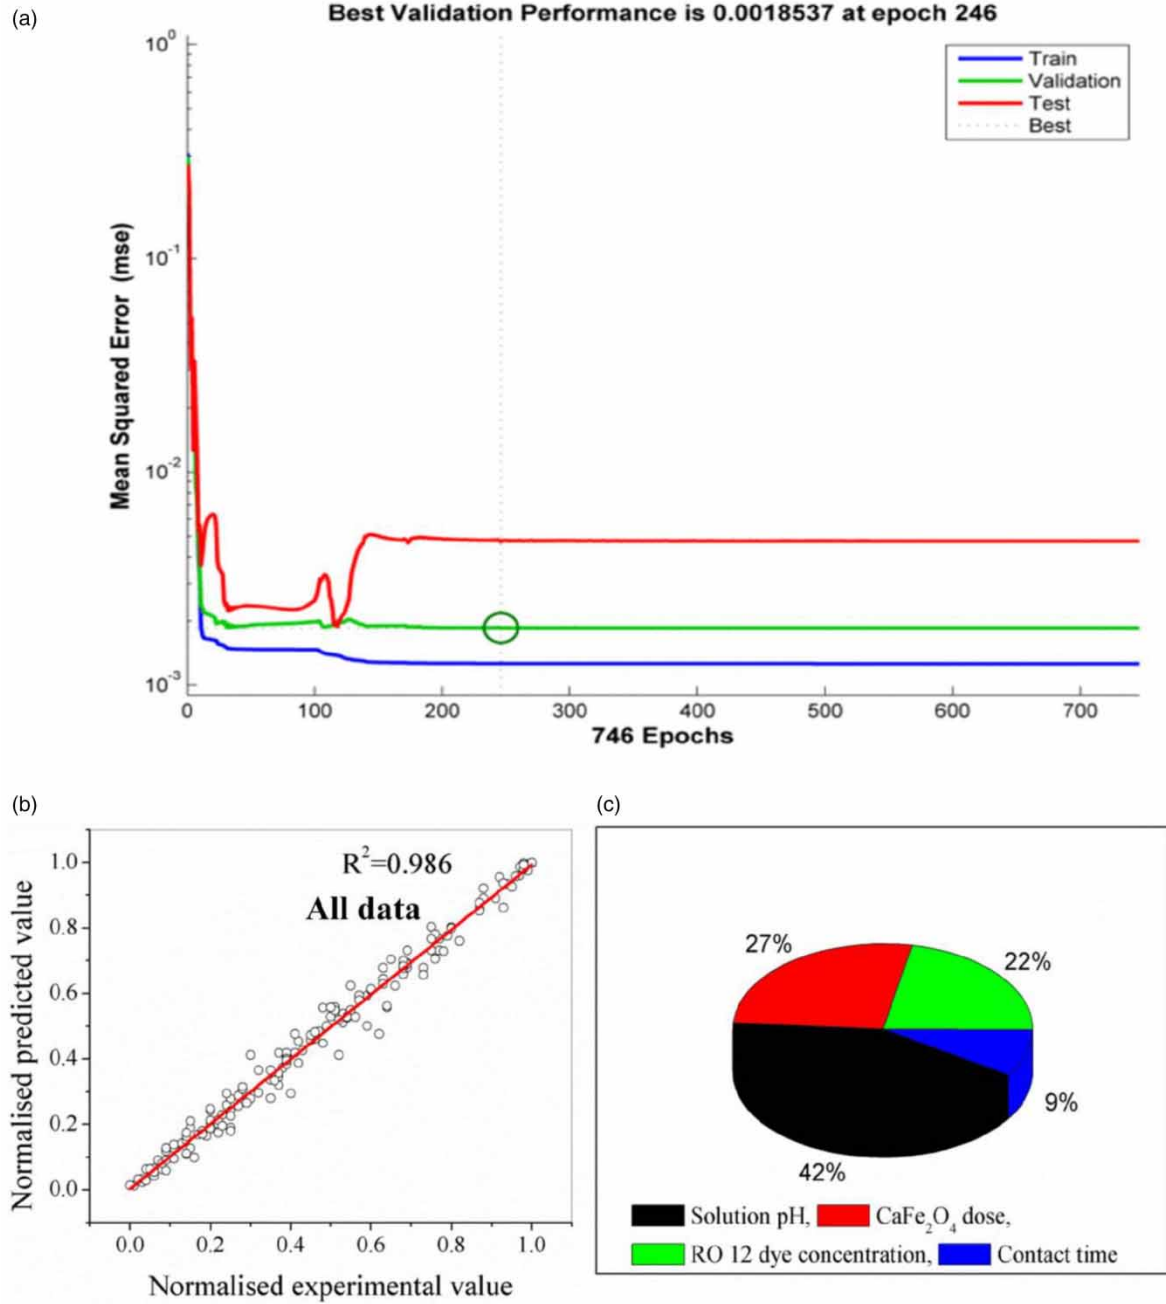 (a)
Best Validation Performance is 0.0018537 at epoch 246
Train
Validation
Test
Best
Mean Squared Error (mse)
10⁰
10⁻¹
10⁻²
10⁻³
0 100 200 300 400 500 600 700
746 Epochs
(b)
R²=0.986
All data
Normalised predicted value
1.0
0.8
0.6
0.4
0.2
0.0
0.0 0.2 0.4 0.6 0.8 1.0
Normalised experimental value
(c)
27%
22%
9%
42%
Solution pH, CaFe₂O₄ dose,
RO 12 dye concentration, Contact time